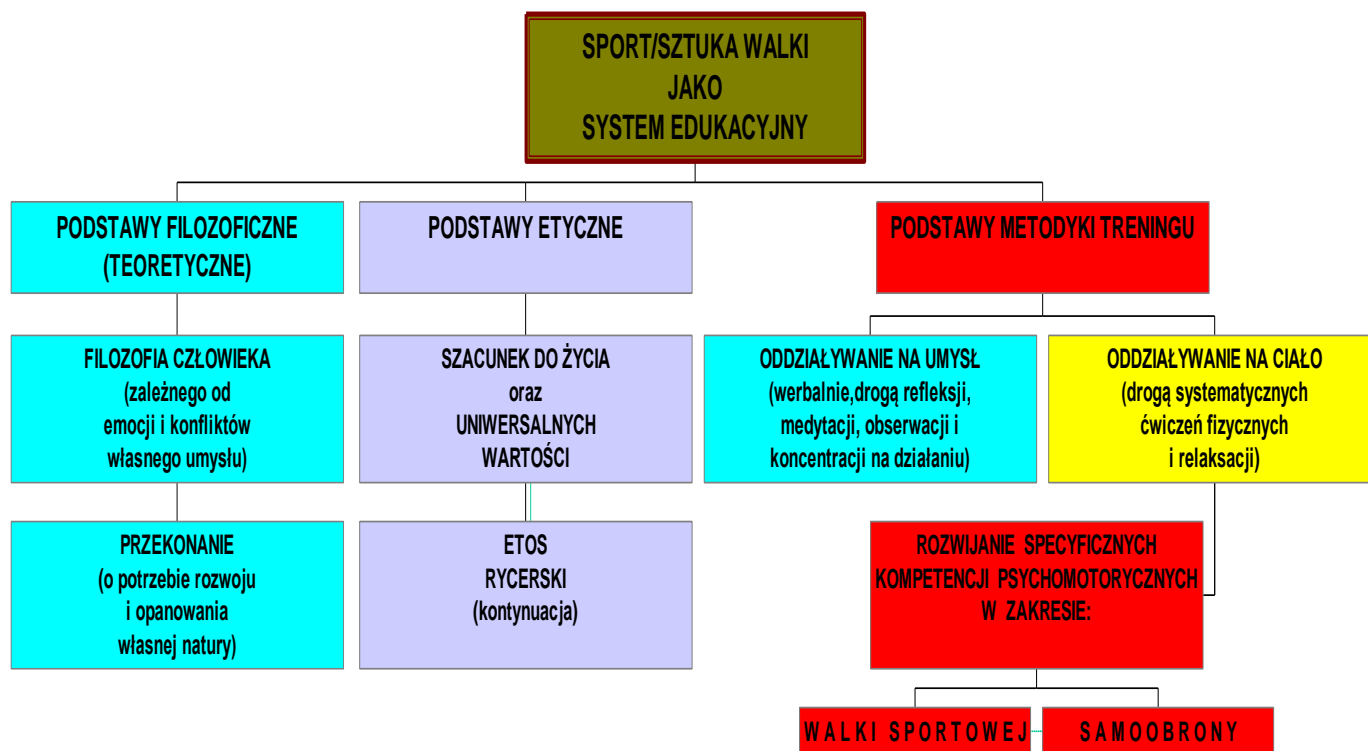 SPORT/SZTUKA WALKI
JAKO
SYSTEM EDUKACYJNY
PODSTAWY FILOZOFICZNE
(TEORETYCZNE)
PODSTAWY ETYCZNE
PODSTAWY METODYKI TRENINGU
FILOZOFIA CZŁOWIEKA
(zależnego od
emocji i konfliktów
własnego umysłu)
SZACUNEK DO ŻYCIA
oraz
UNIWERSALNYCH
WARTOŚCI
ODDZIAŁYWANIE NA UMYSŁ
(werbalnie,drogą refleksji,
medytacji, obserwacji i
koncentracji na działaniu)
ODDZIAŁYWANIE NA CIAŁO
(drogą systematycznych
ćwiczeń fizycznych
i relaksacji)
PRZEKONANIE
(o potrzebie rozwoju
i opanowania
własnej natury)
ETOS
RYCERSKI
(kontynuacja)
ROZWIJANIE SPECYFICZNYCH
KOMPETENCJI PSYCHOMOTORYCZNYCH
W ZAKRESIE:
WALKI SPORTOWEJ
SAMOOBRONY